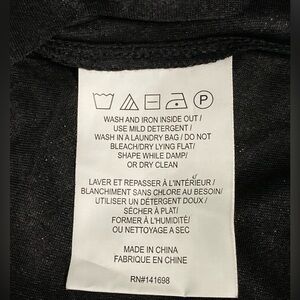 P
WASH AND IRON INSIDE OUT /
USE MILD DETERGENT /
WASH IN A LAUNDRY BAG / DO NOT
BLEACH/DRY LYING FLAT/
SHAPE WHILE DAMP/
OR DRY CLEAN
LAVER ET REPASSER À L'INTÉRIEUR /
BLANCHIMENT SANS CHLORE AU BESOIN/
UTILISER UN DÉTERGENT DOUX /
SÉCHER À PLAT/
FORMER À L'HUMIDITÉ/
OU NETTOYAGE A SEC
MADE IN CHINA
FABRIQUE EN CHINE
RN#141698